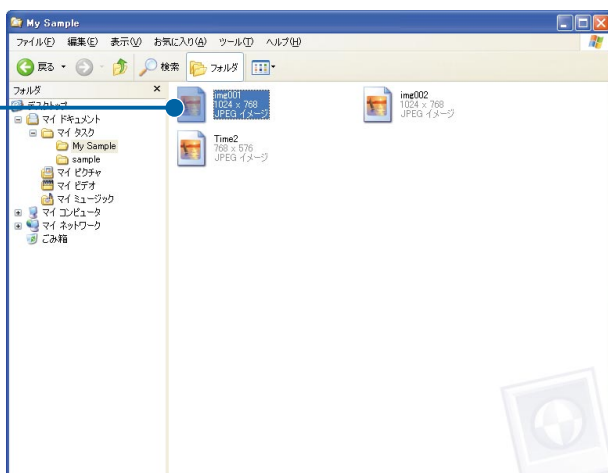 My Sample
ファイル(F) 編集(E) 表示(V) お気に入り(A) ツール(T) ヘルプ(H)
戻る 検索 フォルダ
フォルダ ×
デスクトップ
マイ ドキュメント
マイ タスク
My Sample
sample
マイ ピクチャ
マイ ビデオ
マイ ミュージック
マイ コンピュータ
マイ ネットワーク
ごみ箱
img001
1024 x 768
JPEG イメージ
img002
1024 x 768
JPEG イメージ
Time2
768 x 576
JPEG イメージ